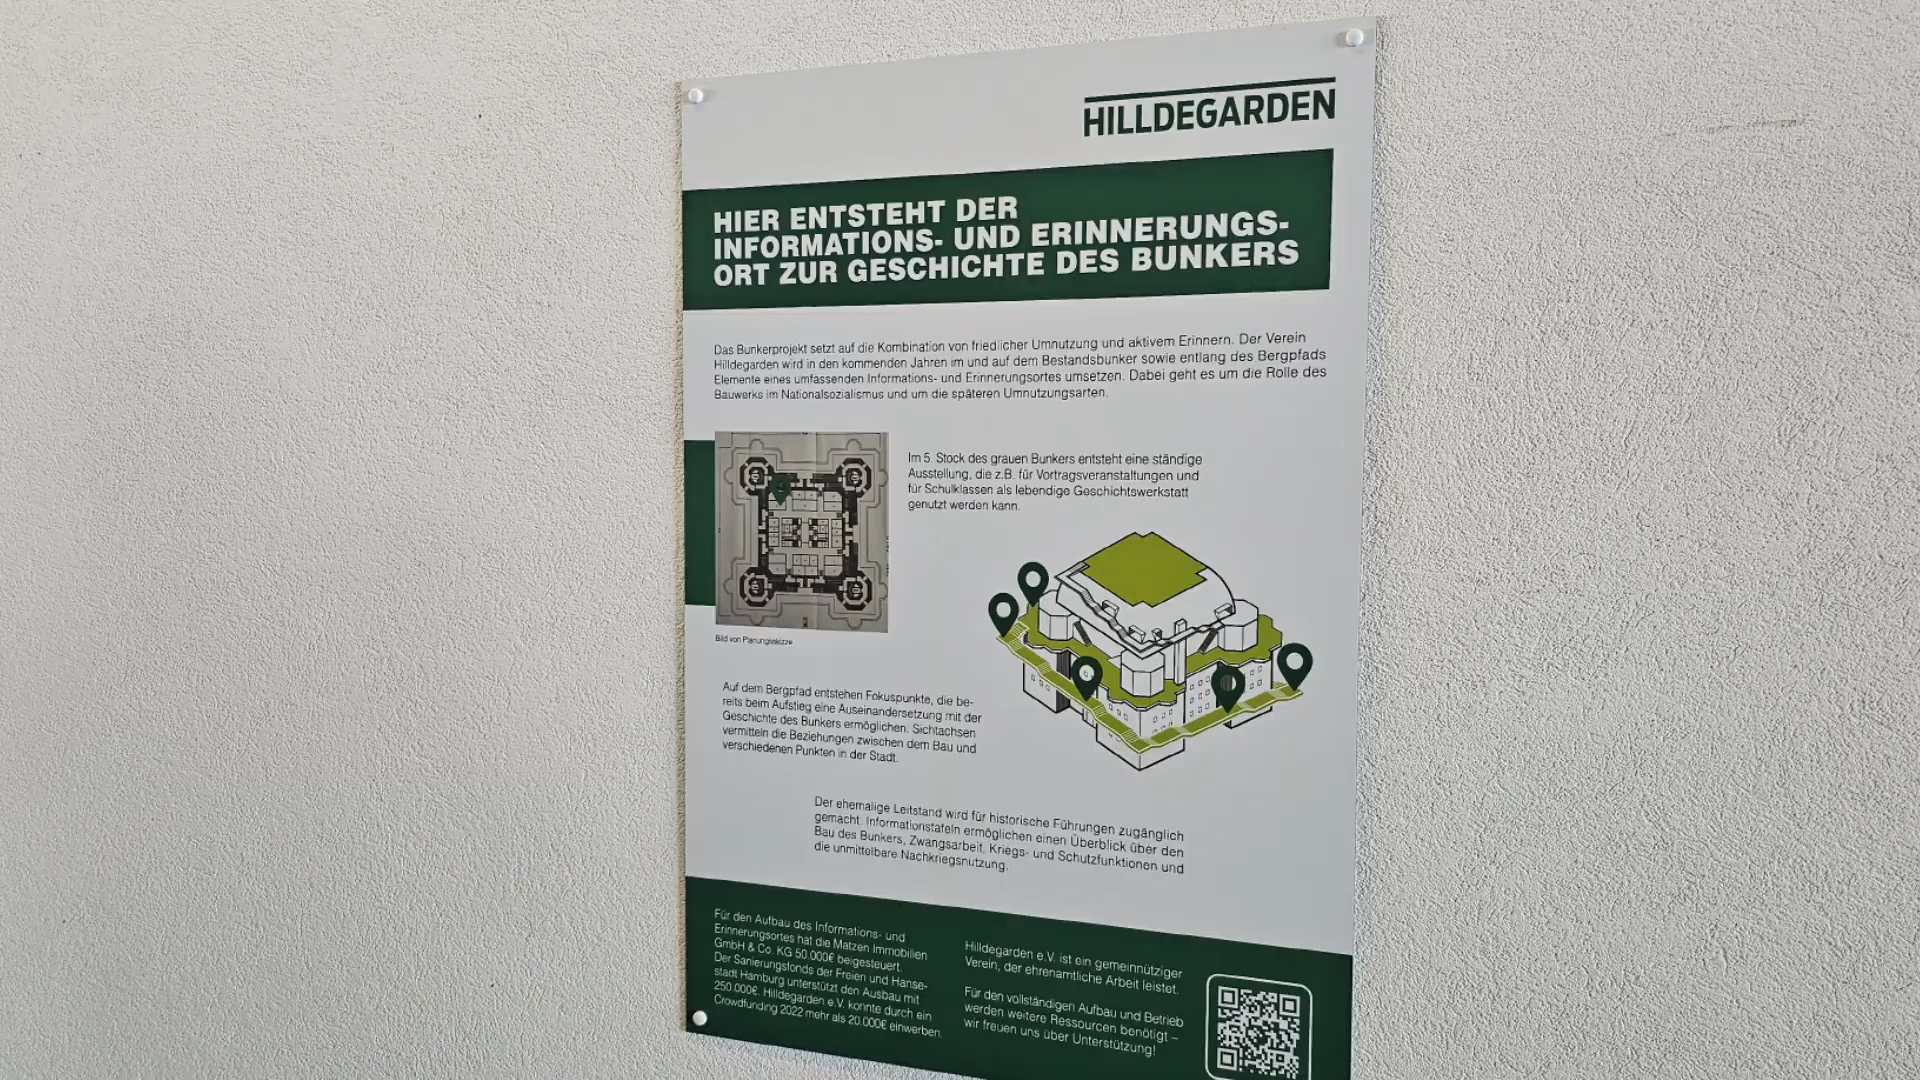 HILLDEGARDEN
HIER ENTSTEHT DER
INFORMATIONS- UND ERINNERUNGS-
ORT ZUR GESCHICHTE DES BUNKERS
Das Bunkerprojekt setzt auf die Kombination von friedlicher Umnutzung und aktivem Erinnern. Der Verein
Hilldegarden wird in den kommenden Jahren im und auf dem Bestandsbunker sowie entlang des Bergpfads
Elemente eines umfassenden Informations- und Erinnerungsortes umsetzen. Dabei geht es um die Rolle des
Bauwerks im Nationalsozialismus und um die späteren Umnutzungsarten.
Im 5. Stock des grauen Bunkers entsteht eine ständige
Ausstellung, die z.B. für Vortragsveranstaltungen und
für Schulklassen als lebendige Geschichtswerkstatt
genutzt werden kann.
Bild von Planungsskizze
Auf dem Bergpfad entstehen Fokuspunkte, die be-
reits beim Aufstieg eine Auseinandersetzung mit der
Geschichte des Bunkers ermöglichen. Sichtachsen
vermitteln die Beziehungen zwischen dem Bau und
verschiedenen Punkten in der Stadt.
Der ehemalige Leitstand wird für historische Führungen zugänglich
gemacht. Informationstafeln ermöglichen einen Überblick über den
Bau des Bunkers, Zwangsarbeit, Kriegs- und Schutzfunktionen und
die unmittelbare Nachkriegsnutzung.
Für den Aufbau des Informations- und
Erinnerungsortes hat die Matzen Immobilien
GmbH & Co. KG 50.000€ beigesteuert.
Der Sanierungsfonds der Freien und Hanse-
stadt Hamburg unterstützt den Ausbau mit
250.000€. Hilldegarden e.V. konnte durch ein
Crowdfunding 2022 mehr als 20.000€ einwerben.
Hilldegarden e.V. ist ein gemeinnütziger
Verein, der ehrenamtliche Arbeit leistet.
Für den vollständigen Aufbau und Betrieb
werden weitere Ressourcen benötigt –
wir freuen uns über Unterstützung!